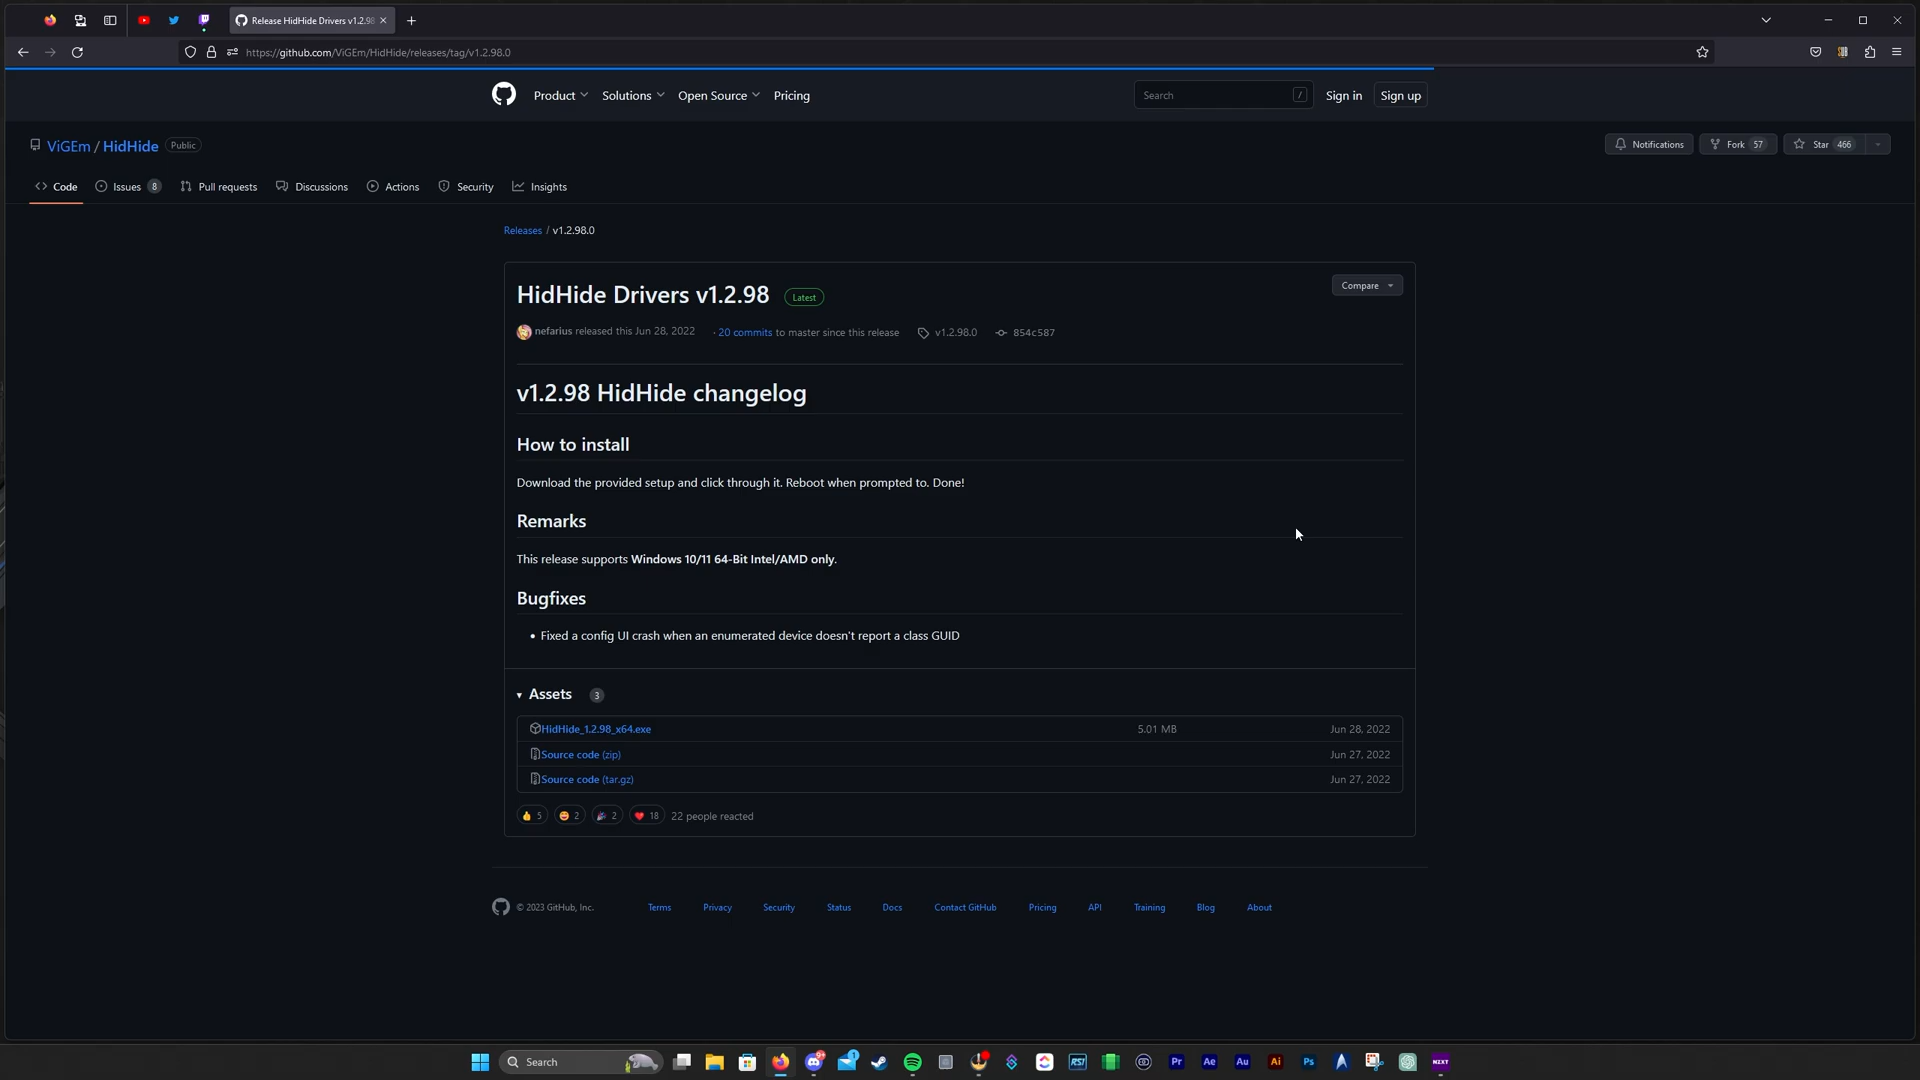 Release HidHide Drivers v1.2.98
https://github.com/ViGEm/HidHide/releases/tag/v1.2.98.0
Product Solutions Open Source Pricing
Search /
Sign in Sign up
ViGEm / HidHide Public
Notifications Fork 57 Star 466
Code Issues 8 Pull requests Discussions Actions Security Insights
Releases / v1.2.98.0
HidHide Drivers v1.2.98 Latest
Compare
nefarius released this Jun 28, 2022 · 20 commits to master since this release v1.2.98.0 854c587
v1.2.98 HidHide changelog
How to install
Download the provided setup and click through it. Reboot when prompted to. Done!
Remarks
This release supports Windows 10/11 64-Bit Intel/AMD only.
Bugfixes
• Fixed a config UI crash when an enumerated device doesn't report a class GUID
Assets 3
HidHide_1.2.98_x64.exe 5.01 MB Jun 28, 2022
Source code (zip) Jun 27, 2022
Source code (tar.gz) Jun 27, 2022
5 2 2 18 22 people reacted
© 2023 GitHub, Inc. Terms Privacy Security Status Docs Contact GitHub Pricing API Training Blog About
Search
1 RSI Pr Ae Au Ai Ps